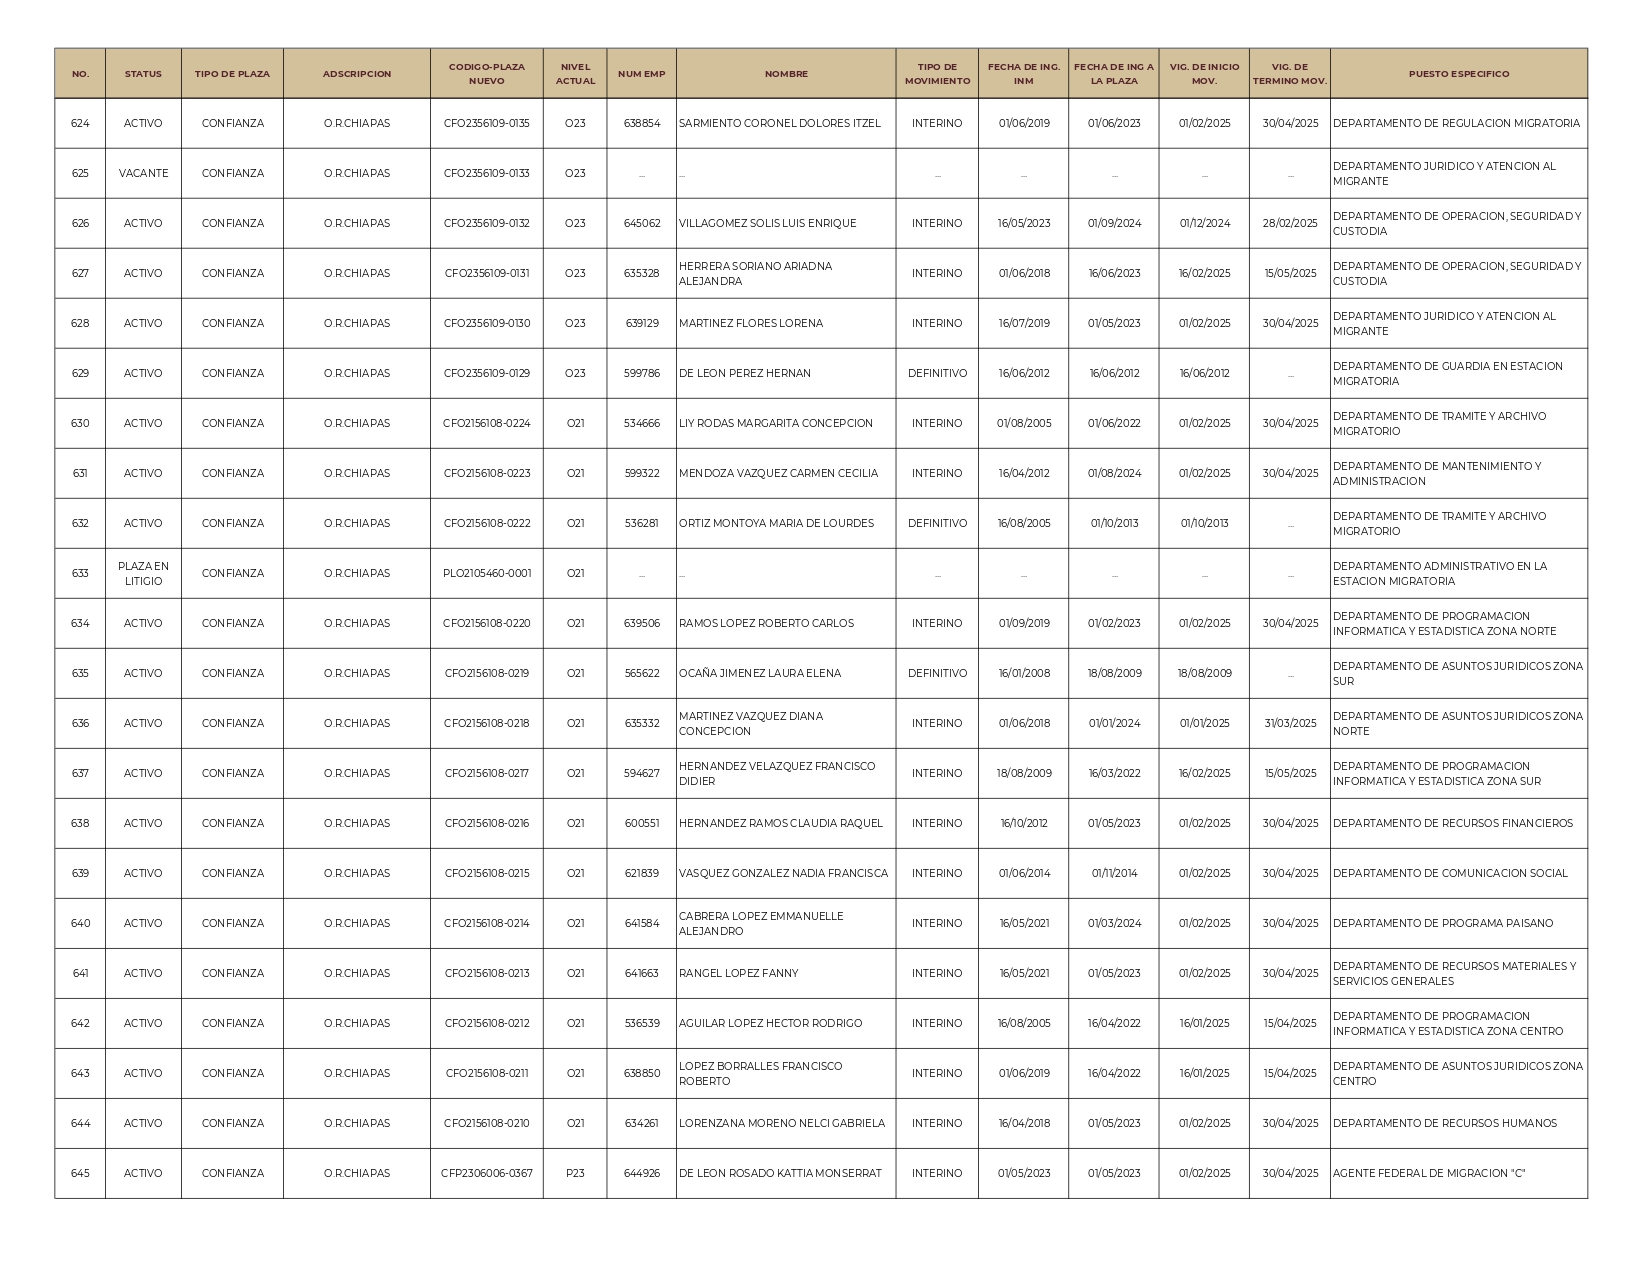 NO. STATUS TIPO DE PLAZA ADSCRIPCION CODIGO-PLAZA NUEVO NIVEL ACTUAL NUM EMP NOMBRE TIPO DE MOVIMIENTO FECHA DE ING. INM FECHA DE ING A LA PLAZA VIG. DE INICIO MOV. VIG. DE TERMINO MOV. PUESTO ESPECIFICO
624 ACTIVO CONFIANZA O.R.CHIAPAS CFO2356109-0135 O23 638854 SARMIENTO CORONEL DOLORES ITZEL INTERINO 01/06/2019 01/06/2023 01/02/2025 30/04/2025 DEPARTAMENTO DE REGULACION MIGRATORIA
625 VACANTE CONFIANZA O.R.CHIAPAS CFO2356109-0133 O23 ... ... ... ... ... ... ... DEPARTAMENTO JURIDICO Y ATENCION AL MIGRANTE
626 ACTIVO CONFIANZA O.R.CHIAPAS CFO2356109-0132 O23 645062 VILLAGOMEZ SOLIS LUIS ENRIQUE INTERINO 16/05/2023 01/09/2024 01/12/2024 28/02/2025 DEPARTAMENTO DE OPERACION, SEGURIDAD Y CUSTODIA
627 ACTIVO CONFIANZA O.R.CHIAPAS CFO2356109-0131 O23 635328 HERRERA SORIANO ARIADNA ALEJANDRA INTERINO 01/06/2018 16/06/2023 16/02/2025 15/05/2025 DEPARTAMENTO DE OPERACION, SEGURIDAD Y CUSTODIA
628 ACTIVO CONFIANZA O.R.CHIAPAS CFO2356109-0130 O23 639129 MARTINEZ FLORES LORENA INTERINO 16/07/2019 01/05/2023 01/02/2025 30/04/2025 DEPARTAMENTO JURIDICO Y ATENCION AL MIGRANTE
629 ACTIVO CONFIANZA O.R.CHIAPAS CFO2356109-0129 O23 599786 DE LEON PEREZ HERNAN DEFINITIVO 16/06/2012 16/06/2012 16/06/2012 ... DEPARTAMENTO DE GUARDIA EN ESTACION MIGRATORIA
630 ACTIVO CONFIANZA O.R.CHIAPAS CFO2156108-0224 O21 534666 LIY RODAS MARGARITA CONCEPCION INTERINO 01/08/2005 01/06/2022 01/02/2025 30/04/2025 DEPARTAMENTO DE TRAMITE Y ARCHIVO MIGRATORIO
631 ACTIVO CONFIANZA O.R.CHIAPAS CFO2156108-0223 O21 599322 MENDOZA VAZQUEZ CARMEN CECILIA INTERINO 16/04/2012 01/08/2024 01/02/2025 30/04/2025 DEPARTAMENTO DE MANTENIMIENTO Y ADMINISTRACION
632 ACTIVO CONFIANZA O.R.CHIAPAS CFO2156108-0222 O21 536281 ORTIZ MONTOYA MARIA DE LOURDES DEFINITIVO 16/08/2005 01/10/2013 01/10/2013 ... DEPARTAMENTO DE TRAMITE Y ARCHIVO MIGRATORIO
633 PLAZA EN LITIGIO CONFIANZA O.R.CHIAPAS PLO2105460-0001 O21 ... ... ... ... ... ... ... DEPARTAMENTO ADMINISTRATIVO EN LA ESTACION MIGRATORIA
634 ACTIVO CONFIANZA O.R.CHIAPAS CFO2156108-0220 O21 639506 RAMOS LOPEZ ROBERTO CARLOS INTERINO 01/09/2019 01/02/2023 01/02/2025 30/04/2025 DEPARTAMENTO DE PROGRAMACION INFORMATICA Y ESTADISTICA ZONA NORTE
635 ACTIVO CONFIANZA O.R.CHIAPAS CFO2156108-0219 O21 565622 OCAÑA JIMENEZ LAURA ELENA DEFINITIVO 16/01/2008 18/08/2009 18/08/2009 ... DEPARTAMENTO DE ASUNTOS JURIDICOS ZONA SUR
636 ACTIVO CONFIANZA O.R.CHIAPAS CFO2156108-0218 O21 635332 MARTINEZ VAZQUEZ DIANA CONCEPCION INTERINO 01/06/2018 01/01/2024 01/01/2025 31/03/2025 DEPARTAMENTO DE ASUNTOS JURIDICOS ZONA NORTE
637 ACTIVO CONFIANZA O.R.CHIAPAS CFO2156108-0217 O21 594627 HERNANDEZ VELAZQUEZ FRANCISCO DIDIER INTERINO 18/08/2009 16/03/2022 16/02/2025 15/05/2025 DEPARTAMENTO DE PROGRAMACION INFORMATICA Y ESTADISTICA ZONA SUR
638 ACTIVO CONFIANZA O.R.CHIAPAS CFO2156108-0216 O21 600551 HERNANDEZ RAMOS CLAUDIA RAQUEL INTERINO 16/10/2012 01/05/2023 01/02/2025 30/04/2025 DEPARTAMENTO DE RECURSOS FINANCIEROS
639 ACTIVO CONFIANZA O.R.CHIAPAS CFO2156108-0215 O21 621839 VASQUEZ GONZALEZ NADIA FRANCISCA INTERINO 01/06/2014 01/11/2014 01/02/2025 30/04/2025 DEPARTAMENTO DE COMUNICACION SOCIAL
640 ACTIVO CONFIANZA O.R.CHIAPAS CFO2156108-0214 O21 641584 CABRERA LOPEZ EMMANUELLE ALEJANDRO INTERINO 16/05/2021 01/03/2024 01/02/2025 30/04/2025 DEPARTAMENTO DE PROGRAMA PAISANO
641 ACTIVO CONFIANZA O.R.CHIAPAS CFO2156108-0213 O21 641663 RANGEL LOPEZ FANNY INTERINO 16/05/2021 01/05/2023 01/02/2025 30/04/2025 DEPARTAMENTO DE RECURSOS MATERIALES Y SERVICIOS GENERALES
642 ACTIVO CONFIANZA O.R.CHIAPAS CFO2156108-0212 O21 536539 AGUILAR LOPEZ HECTOR RODRIGO INTERINO 16/08/2005 16/04/2022 16/01/2025 15/04/2025 DEPARTAMENTO DE PROGRAMACION INFORMATICA Y ESTADISTICA ZONA CENTRO
643 ACTIVO CONFIANZA O.R.CHIAPAS CFO2156108-0211 O21 638850 LOPEZ BORRALLES FRANCISCO ROBERTO INTERINO 01/06/2019 16/04/2022 16/01/2025 15/04/2025 DEPARTAMENTO DE ASUNTOS JURIDICOS ZONA CENTRO
644 ACTIVO CONFIANZA O.R.CHIAPAS CFO2156108-0210 O21 634261 LORENZANA MORENO NELCI GABRIELA INTERINO 16/04/2018 01/05/2023 01/02/2025 30/04/2025 DEPARTAMENTO DE RECURSOS HUMANOS
645 ACTIVO CONFIANZA O.R.CHIAPAS CFP2306006-0367 P23 644926 DE LEON ROSADO KATTIA MONSERRAT INTERINO 01/05/2023 01/05/2023 01/02/2025 30/04/2025 AGENTE FEDERAL DE MIGRACION "C"